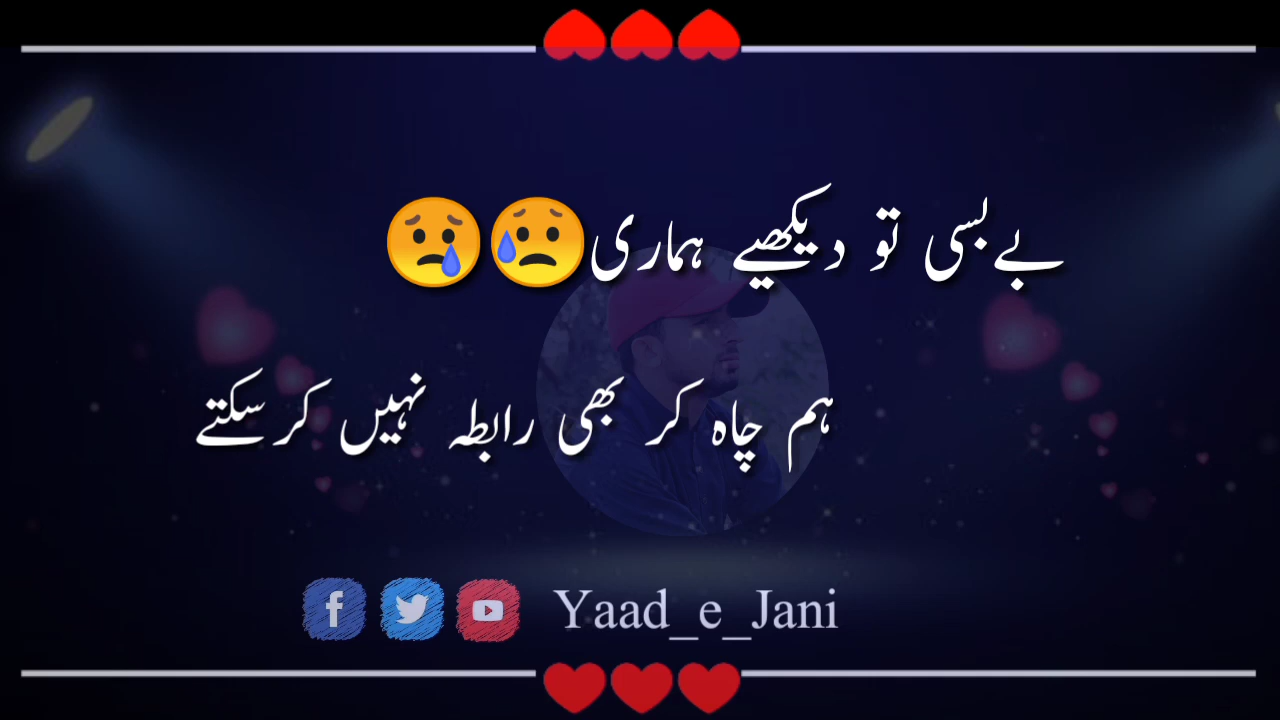 بے بسی تو دیکھیے ہماری😥😢
ہم چاہ کر بھی رابطہ نہیں کر سکتے
Yaad_e_Jani